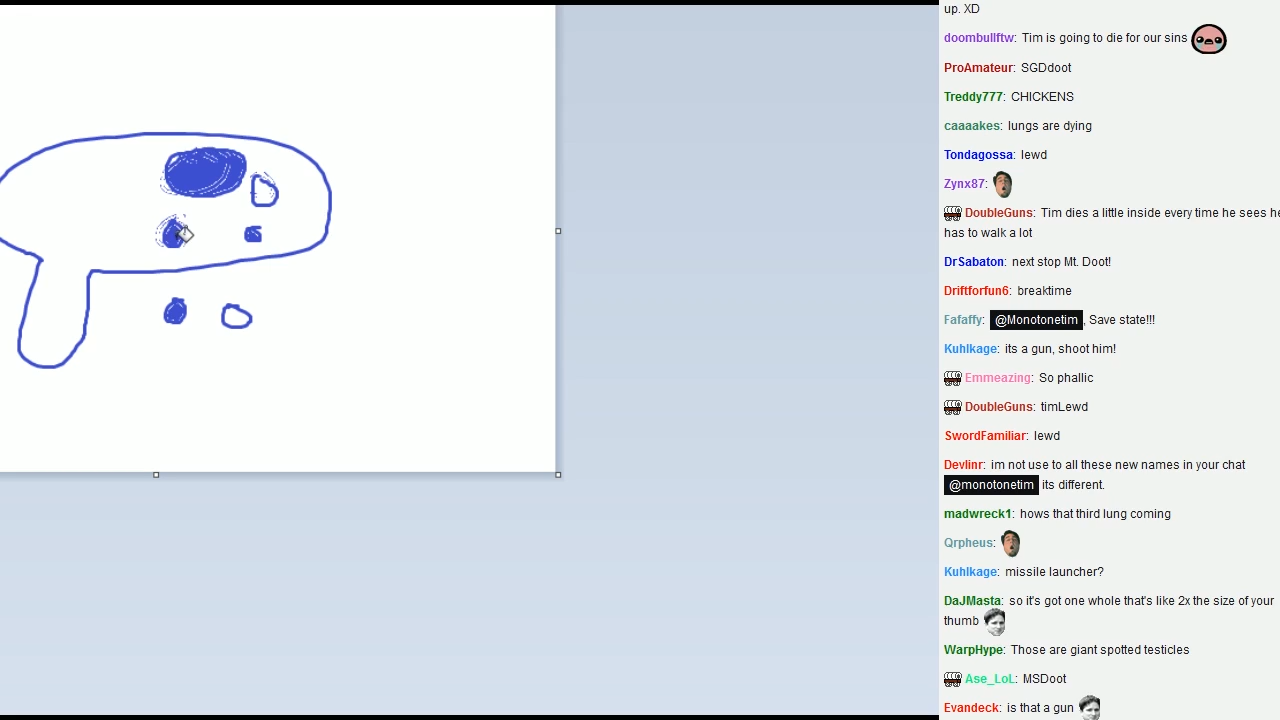 up. XD
doombullftw: Tim is going to die for our sins
ProAmateur: SGDdoot
Treddy777: CHICKENS
caaaakes: lungs are dying
Tondagossa: lewd
Zynx87:
DoubleGuns: Tim dies a little inside every time he sees he
has to walk a lot
DrSabaton: next stop Mt. Doot!
Driftforfun6: breaktime
Fafaffy: @Monotonetim, Save state!!!
Kuhlkage: its a gun, shoot him!
Emmeazing: So phallic
DoubleGuns: timLewd
SwordFamiliar: lewd
Devlinr: im not use to all these new names in your chat
@monotonetim its different.
madwreck1: hows that third lung coming
Qrpheus:
Kuhlkage: missile launcher?
DaJMasta: so it's got one whole that's like 2x the size of your
thumb
WarpHype: Those are giant spotted testicles
Ase_LoL: MSDoot
Evandeck: is that a gun